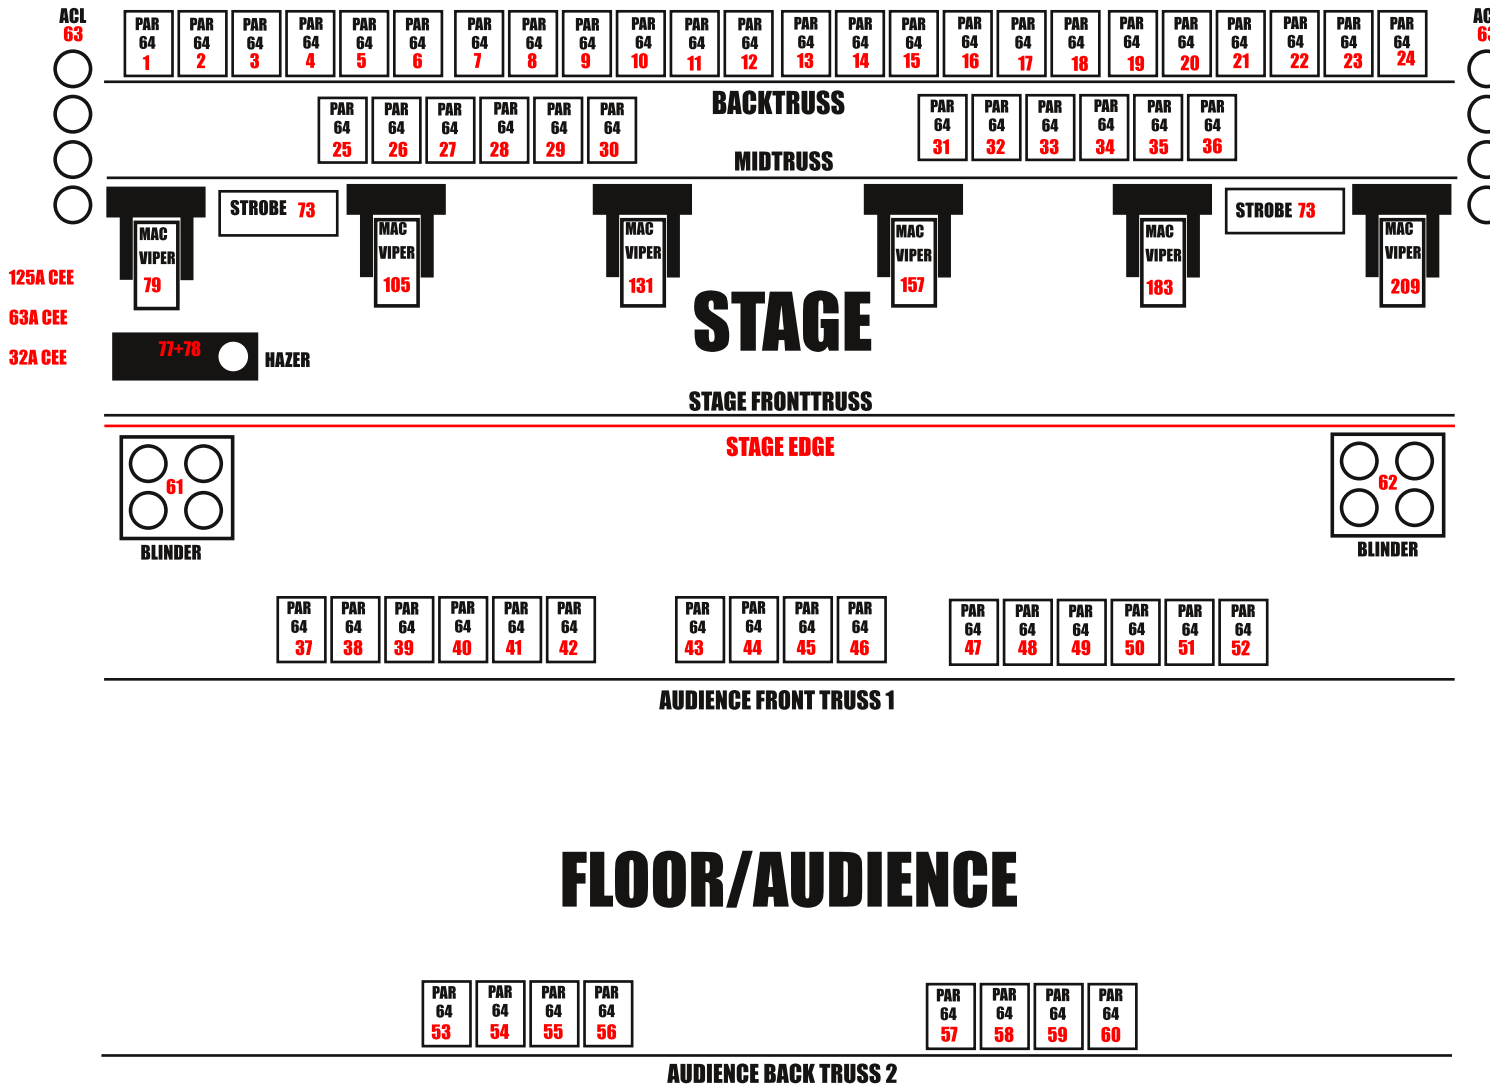 ACL
63
PAR PAR PAR PAR PAR PAR PAR PAR PAR PAR PAR PAR PAR PAR PAR PAR PAR PAR PAR PAR PAR PAR PAR PAR
64 64 64 64 64 64 64 64 64 64 64 64 64 64 64 64 64 64 64 64 64 64 64 64
1 2 3 4 5 6 7 8 9 10 11 12 13 14 15 16 17 18 19 20 21 22 23 24
BACKTRUSS
PAR PAR PAR PAR PAR PAR PAR PAR PAR PAR PAR PAR
64 64 64 64 64 64 64 64 64 64 64 64
25 26 27 28 29 30 31 32 33 34 35 36
MIDTRUSS
STROBE 73
STROBE 73
MAC MAC MAC MAC MAC MAC
VIPER VIPER VIPER VIPER VIPER VIPER
79 105 131 157 183 209
125A CEE
63A CEE
32A CEE
STAGE
77+78
HAZER
STAGE FRONTTRUSS
STAGE EDGE
61
62
BLINDER
BLINDER
PAR PAR PAR PAR PAR PAR PAR PAR PAR PAR PAR PAR PAR PAR PAR PAR
64 64 64 64 64 64 64 64 64 64 64 64 64 64 64 64
37 38 39 40 41 42 43 44 45 46 47 48 49 50 51 52
AUDIENCE FRONT TRUSS 1
FLOOR/AUDIENCE
PAR PAR PAR PAR PAR PAR PAR PAR
64 64 64 64 64 64 64 64
53 54 55 56 57 58 59 60
AUDIENCE BACK TRUSS 2